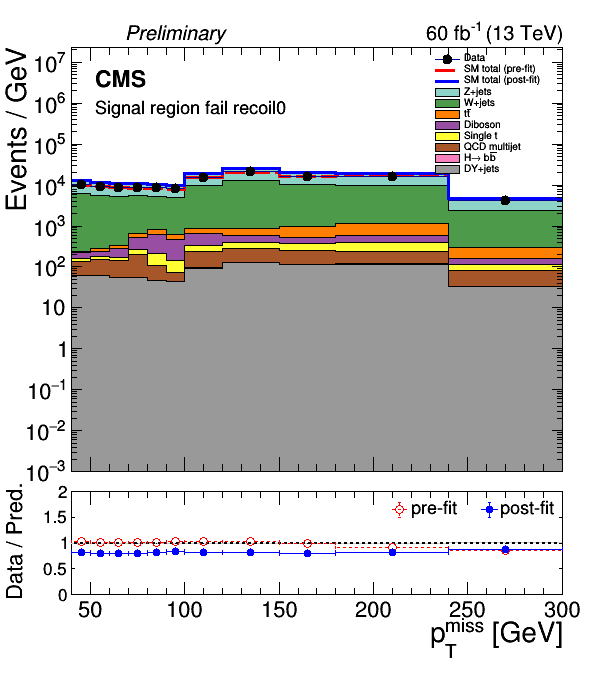 Preliminary 60 fb⁻¹ (13 TeV)
CMS
Signal region fail recoil0
Data
SM total (pre-fit)
SM total (post-fit)
Z+jets
W+jets
tt̅
Diboson
Single t
QCD multijet
H→ bb̅
DY+jets
Events / GeV
10⁷
10⁶
10⁵
10⁴
10³
10²
10
1
10⁻¹
10⁻²
10⁻³
pre-fit post-fit
Data / Pred.
2
1.5
1
0.5
0
50 100 150 200 250 300
p_T^miss [GeV]